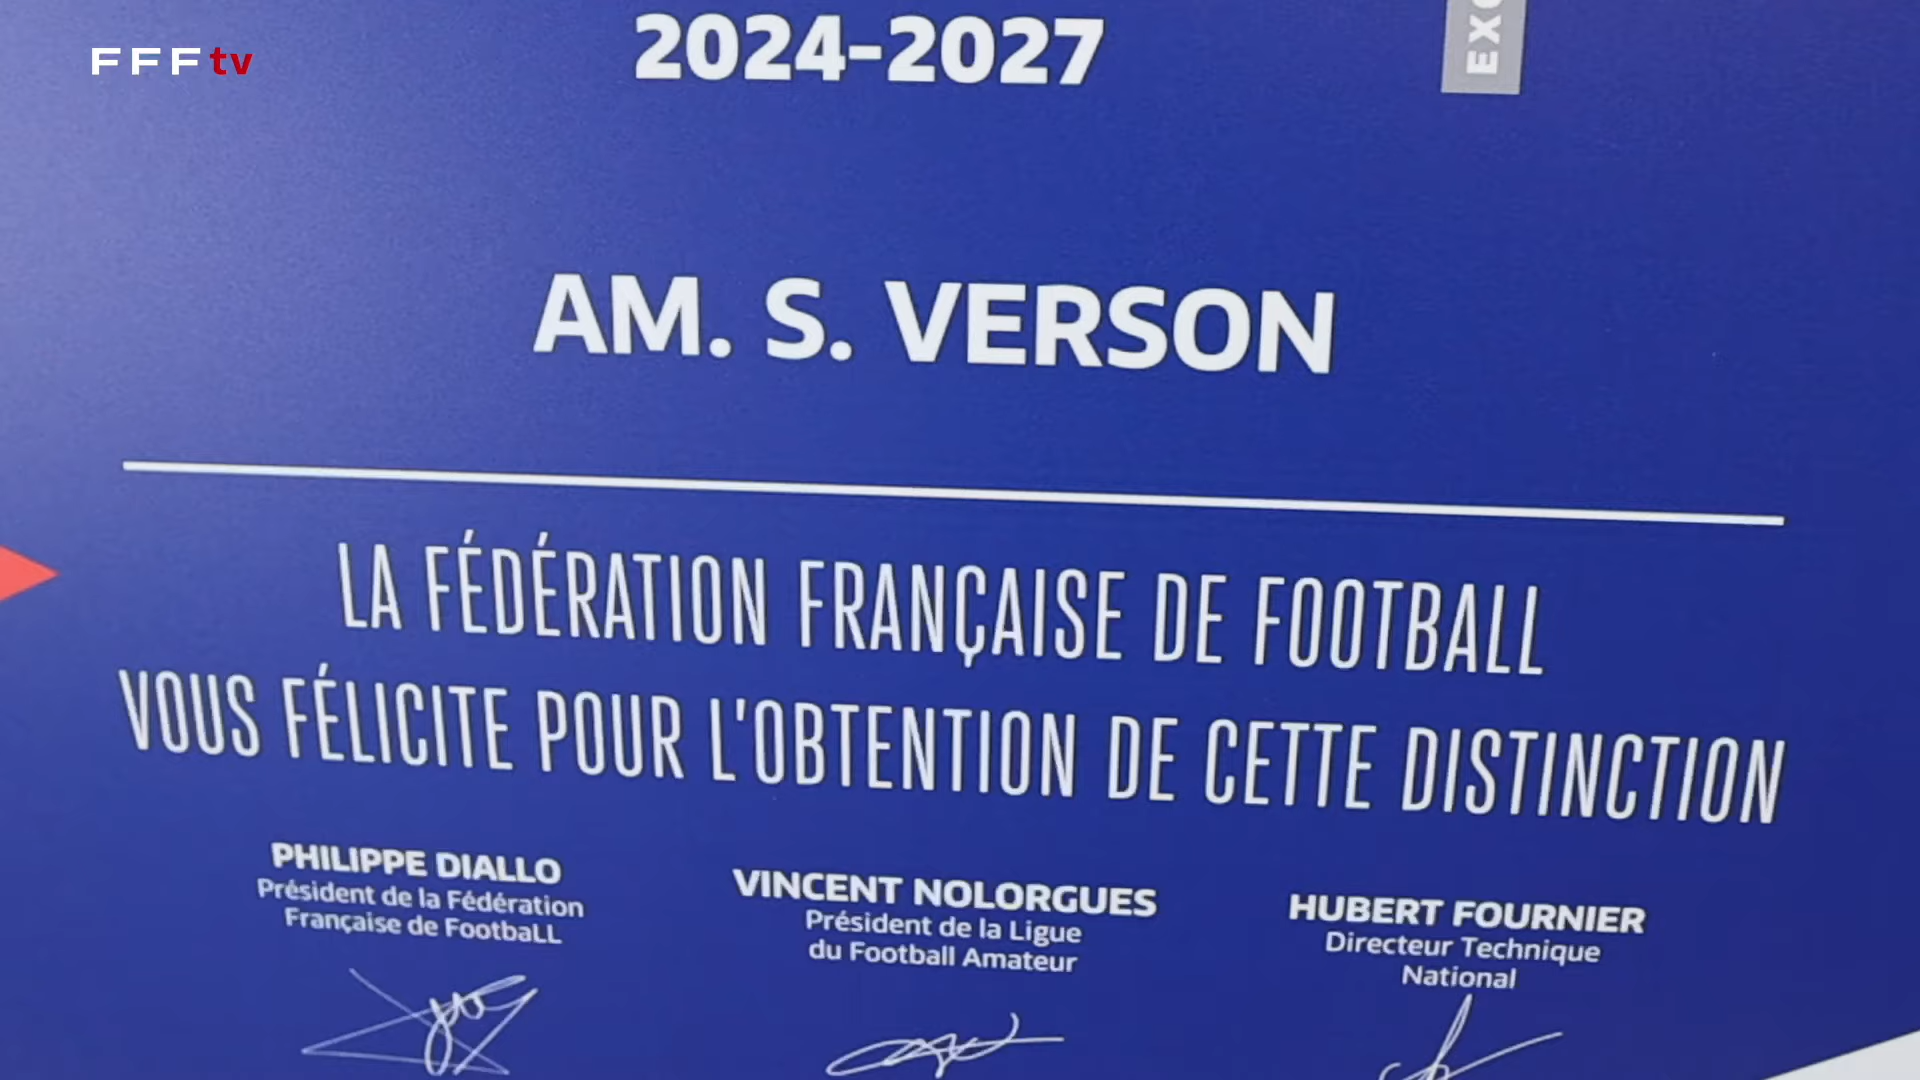 FFFtv
2024-2027
AM. S. VERSON
LA FÉDÉRATION FRANÇAISE DE FOOTBALL
VOUS FÉLICITE POUR L'OBTENTION DE CETTE DISTINCTION
PHILIPPE DIALLO
Président de la Fédération
Française de FootbaLL
VINCENT NOLORGUES
Président de la Ligue
du Football Amateur
HUBERT FOURNIER
Directeur Technique
National